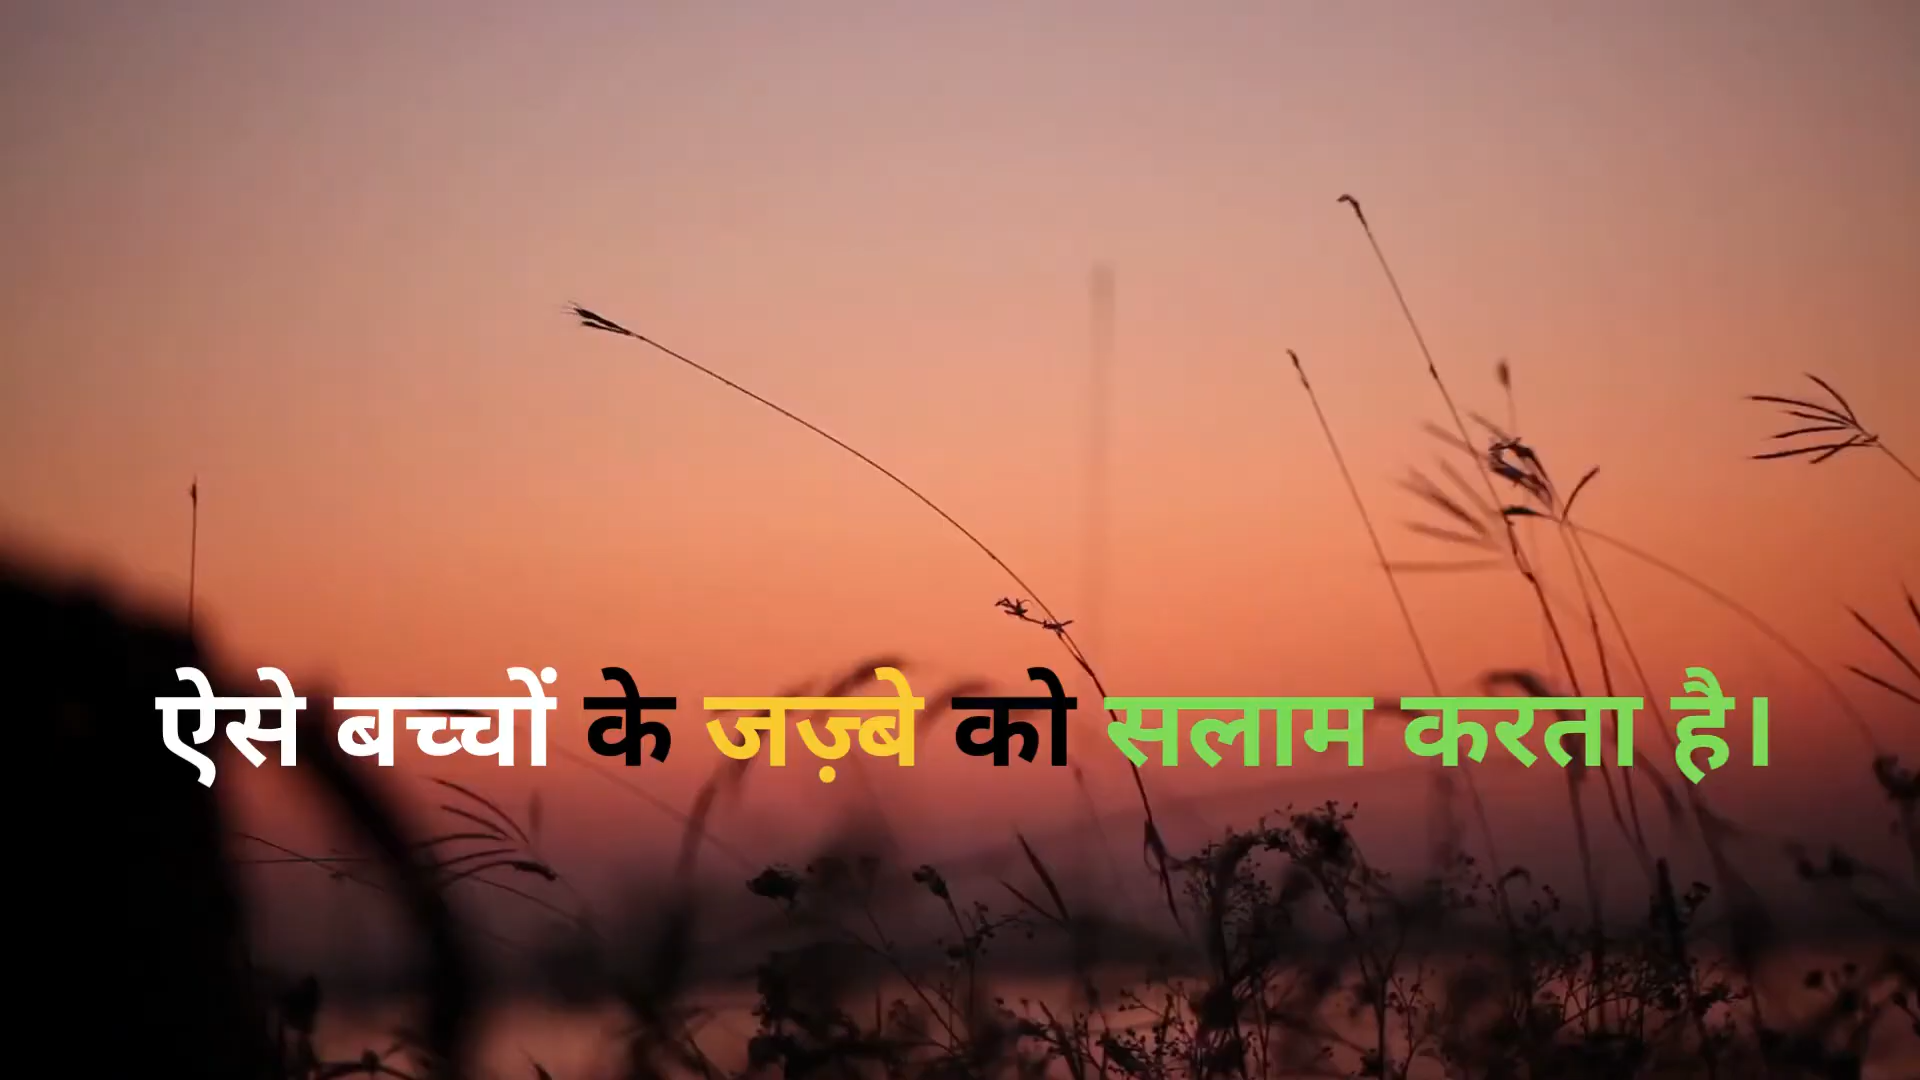 ऐसे बच्चों के जज़्बे को सलाम करता है।